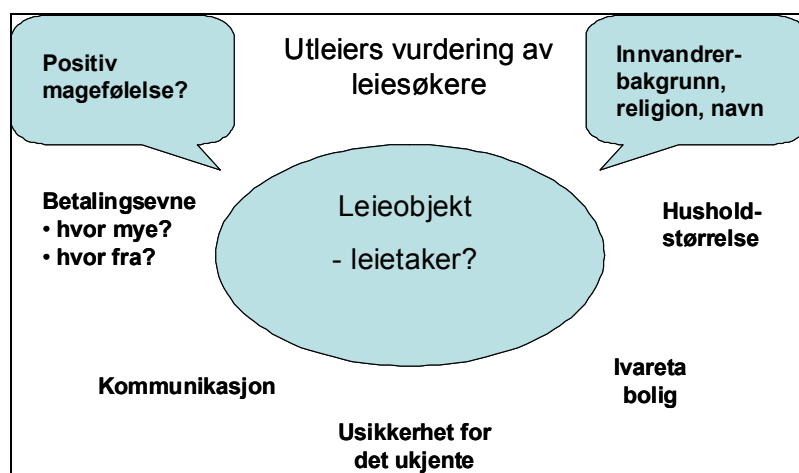 Utleiers vurdering av
leiesøkere
Positiv
magefølelse?
Innvandrer-
bakgrunn,
religion, navn
Betalingsevne
• hvor mye?
• hvor fra?
Leieobjekt
- leietaker?
Hushold-
størrelse
Kommunikasjon
Ivareta
bolig
Usikkerhet for
det ukjente